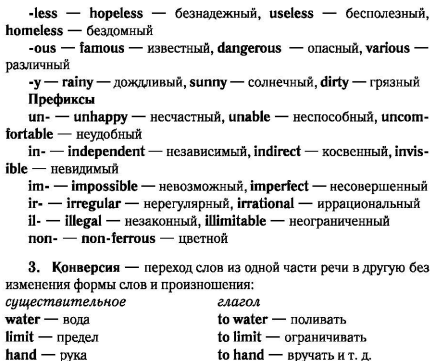 -less — hopeless — безнадежный, useless — бесполезный,
homeless — бездомный
-ous — famous — известный, dangerous — опасный, various —
различный
-y — rainy — дождливый, sunny — солнечный, dirty — грязный
Префиксы
un- — unhappy — несчастный, unable — неспособный, uncom-
fortable — неудобный
in- — independent — независимый, indirect — косвенный, invis-
ible — невидимый
im- — impossible — невозможный, imperfect — несовершенный
ir- — irregular — нерегулярный, irrational — иррациональный
il- — illegal — незаконный, illimitable — неограниченный
non- — non-ferrous — цветной
3. Конверсия — переход слов из одной части речи в другую без
изменения формы слов и произношения:
существительное глагол
water — вода to water — поливать
limit — предел to limit — ограничивать
hand — рука to hand — вручать и т. д.